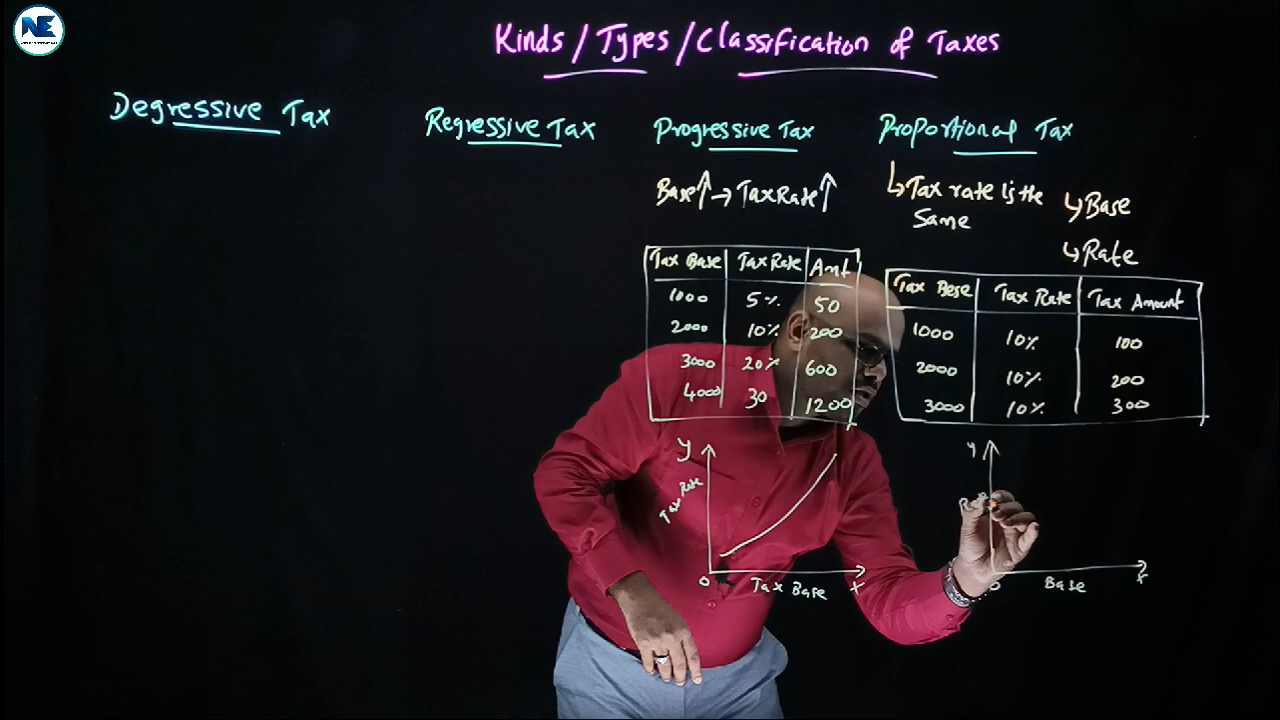 NE
Kinds / Types / Classification of Taxes
Degressive Tax
Regressive Tax
Progressive Tax
Base↑ → Tax Rate↑
Tax Base Tax Rate Amt
1000 5% 50
2000 10% 200
3000 20% 600
4000 30 1200
Y
Tax Rate
O Tax Base X
Proportional Tax
↳ Tax rate is the
Same
↳ Base
↳ Rate
Tax Base Tax Rate Tax Amount
1000 10% 100
2000 10% 200
3000 10% 300
Y
O Base X